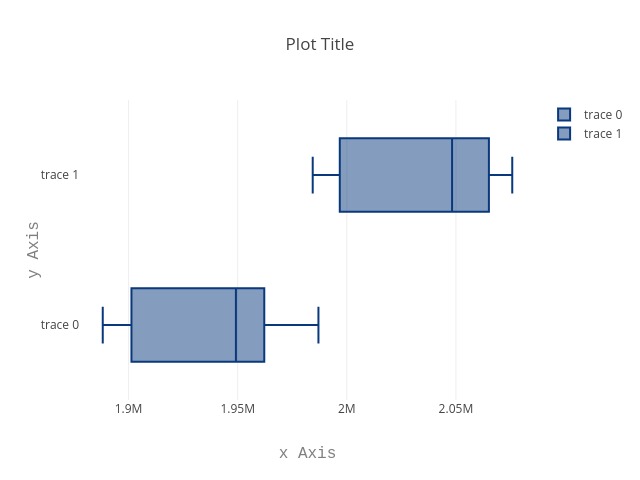 Plot Title
trace 0
trace 1
trace 1
trace 0
y Axis
1.9M
1.95M
2M
2.05M
x Axis